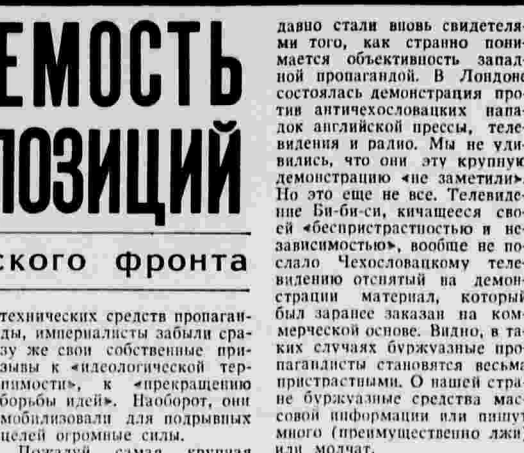 ЕМОСТЬ
ПОЗИЦИЙ
ского фронта
технических средств пропаган-
ды, империалисты забыли сра-
зу же свои собственные при-
зывы к «идеологической тер-
пимости», к «прекращению
борьбы идей». Наоборот, они
мобилизовали для подрывных
целей огромные силы.
Пожалуй, самая крупная
давно стали вновь свидетеля-
ми того, как странно пони-
мается объективность запад-
ной пропагандой. В Лондоне
состоялась демонстрация про-
тив античехословацких напа-
док английской прессы, теле-
видения и радио. Мы не уди-
вились, что они эту крупную
демонстрацию «не заметили».
Но это еще не все. Телевиде-
ние Би-би-си, кичащееся сво-
ей «беспристрастностью и не-
зависимостью», вообще не по-
слало Чехословацкому теле-
видению отснятый на демон-
страции материал, который
был заранее заказан на ком-
мерческой основе. Видно, в та-
ких случаях буржуазные про-
пагандисты становятся весьма
пристрастными. О нашей стра-
не буржуазные средства мас-
совой информации или пишут
много (преимущественно лжи)
или молчат.